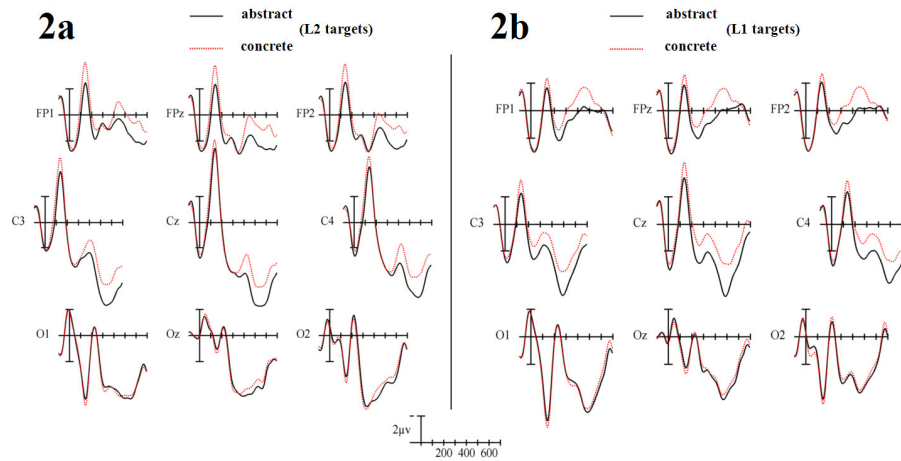 2a
abstract
(L2 targets)
concrete
2b
abstract
(L1 targets)
concrete
FP1 FPz FP2
FP1 FPz FP2
C3 Cz C4
C3 Cz C4
O1 Oz O2
O1 Oz O2
2μv
200 400 600